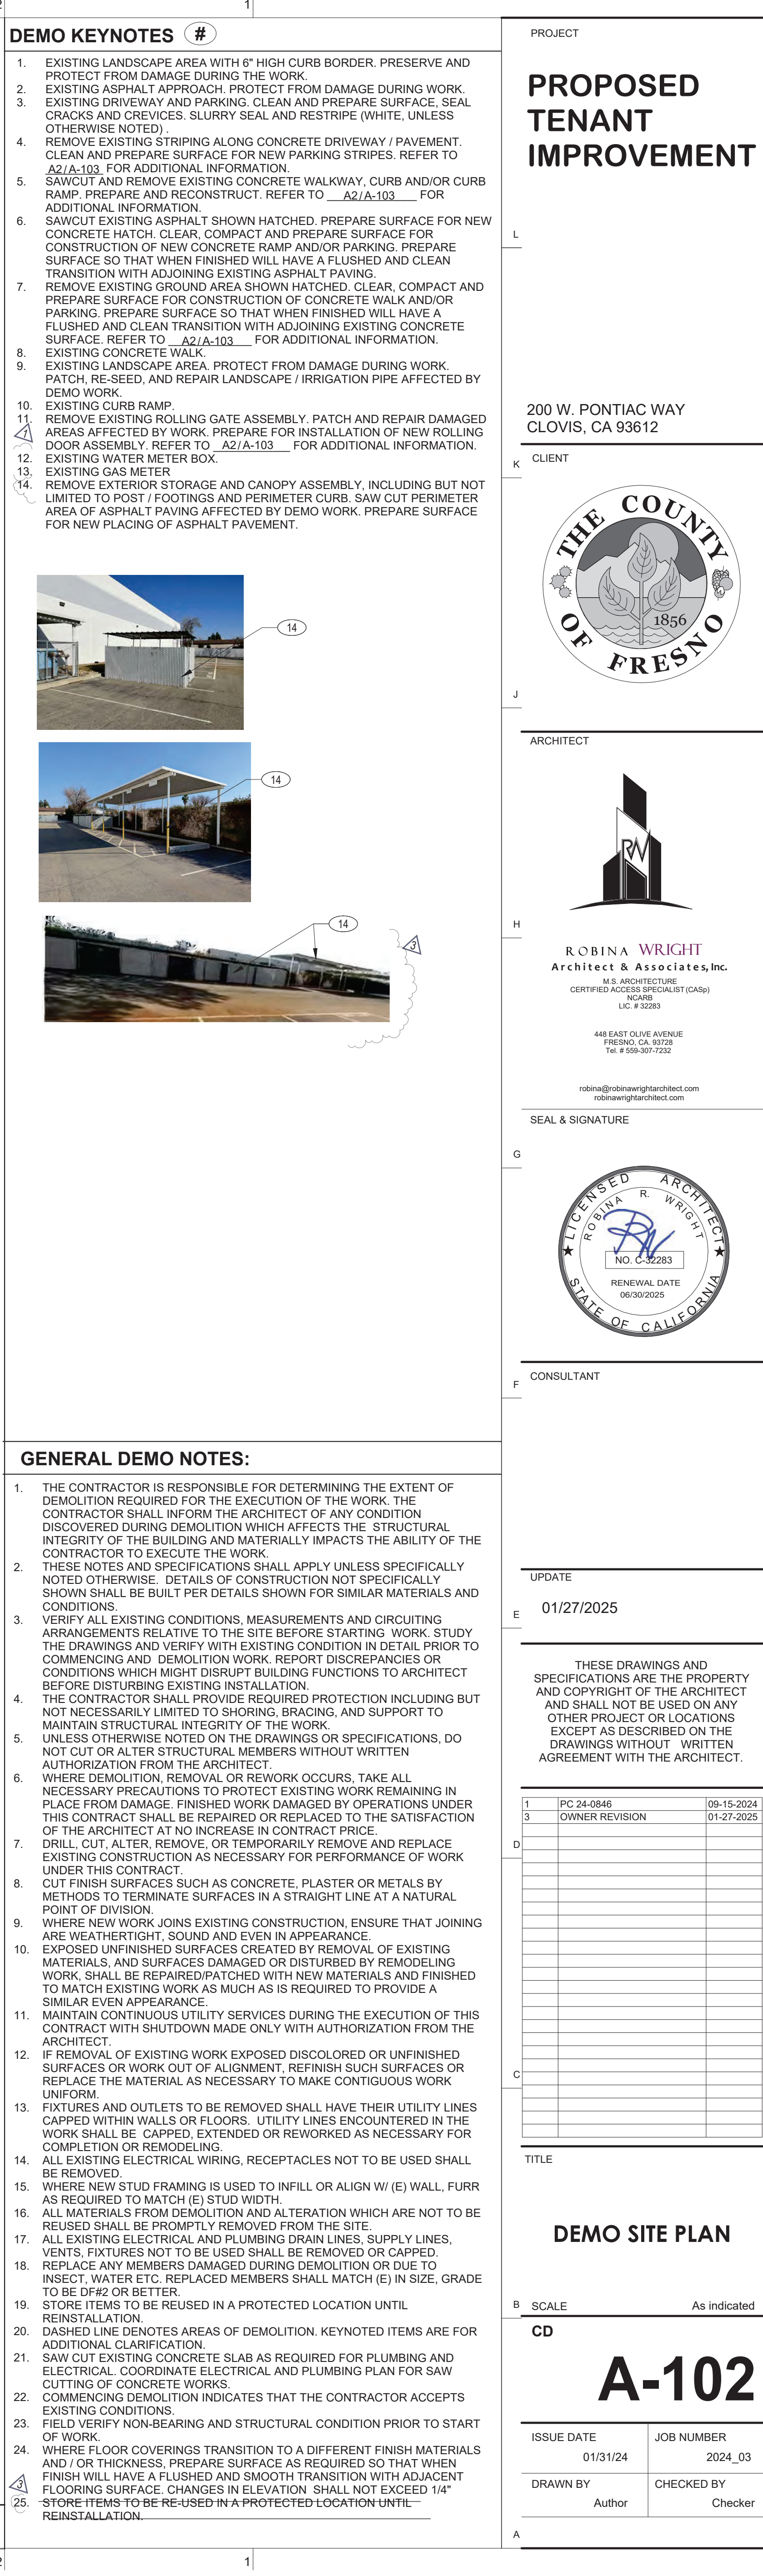 2
1
DEMO KEYNOTES #
1. EXISTING LANDSCAPE AREA WITH 6" HIGH CURB BORDER. PRESERVE AND
PROTECT FROM DAMAGE DURING THE WORK.
2. EXISTING ASPHALT APPROACH. PROTECT FROM DAMAGE DURING WORK.
3. EXISTING DRIVEWAY AND PARKING. CLEAN AND PREPARE SURFACE, SEAL
CRACKS AND CREVICES. SLURRY SEAL AND RESTRIPE (WHITE, UNLESS
OTHERWISE NOTED) .
4. REMOVE EXISTING STRIPING ALONG CONCRETE DRIVEWAY / PAVEMENT.
CLEAN AND PREPARE SURFACE FOR NEW PARKING STRIPES. REFER TO
A2/A-103 FOR ADDITIONAL INFORMATION.
5. SAWCUT AND REMOVE EXISTING CONCRETE WALKWAY, CURB AND/OR CURB
RAMP. PREPARE AND RECONSTRUCT. REFER TO A2/A-103 FOR
ADDITIONAL INFORMATION.
6. SAWCUT EXISTING ASPHALT SHOWN HATCHED. PREPARE SURFACE FOR NEW
CONCRETE HATCH. CLEAR, COMPACT AND PREPARE SURFACE FOR
CONSTRUCTION OF NEW CONCRETE RAMP AND/OR PARKING. PREPARE
SURFACE SO THAT WHEN FINISHED WILL HAVE A FLUSHED AND CLEAN
TRANSITION WITH ADJOINING EXISTING ASPHALT PAVING.
7. REMOVE EXISTING GROUND AREA SHOWN HATCHED. CLEAR, COMPACT AND
PREPARE SURFACE FOR CONSTRUCTION OF CONCRETE WALK AND/OR
PARKING. PREPARE SURFACE SO THAT WHEN FINISHED WILL HAVE A
FLUSHED AND CLEAN TRANSITION WITH ADJOINING EXISTING CONCRETE
SURFACE. REFER TO A2/A-103 FOR ADDITIONAL INFORMATION.
8. EXISTING CONCRETE WALK.
9. EXISTING LANDSCAPE AREA. PROTECT FROM DAMAGE DURING WORK.
PATCH, RE-SEED, AND REPAIR LANDSCAPE / IRRIGATION PIPE AFFECTED BY
DEMO WORK.
10. EXISTING CURB RAMP.
11. REMOVE EXISTING ROLLING GATE ASSEMBLY. PATCH AND REPAIR DAMAGED
1 AREAS AFFECTED BY WORK. PREPARE FOR INSTALLATION OF NEW ROLLING
DOOR ASSEMBLY. REFER TO A2/A-103 FOR ADDITIONAL INFORMATION.
12. EXISTING WATER METER BOX.
13. EXISTING GAS METER
14. REMOVE EXTERIOR STORAGE AND CANOPY ASSEMBLY, INCLUDING BUT NOT
LIMITED TO POST / FOOTINGS AND PERIMETER CURB. SAW CUT PERIMETER
AREA OF ASPHALT PAVING AFFECTED BY DEMO WORK. PREPARE SURFACE
FOR NEW PLACING OF ASPHALT PAVEMENT.
14
14
14
3
GENERAL DEMO NOTES:
1. THE CONTRACTOR IS RESPONSIBLE FOR DETERMINING THE EXTENT OF
DEMOLITION REQUIRED FOR THE EXECUTION OF THE WORK. THE
CONTRACTOR SHALL INFORM THE ARCHITECT OF ANY CONDITION
DISCOVERED DURING DEMOLITION WHICH AFFECTS THE STRUCTURAL
INTEGRITY OF THE BUILDING AND MATERIALLY IMPACTS THE ABILITY OF THE
CONTRACTOR TO EXECUTE THE WORK.
2. THESE NOTES AND SPECIFICATIONS SHALL APPLY UNLESS SPECIFICALLY
NOTED OTHERWISE. DETAILS OF CONSTRUCTION NOT SPECIFICALLY
SHOWN SHALL BE BUILT PER DETAILS SHOWN FOR SIMILAR MATERIALS AND
CONDITIONS.
3. VERIFY ALL EXISTING CONDITIONS, MEASUREMENTS AND CIRCUITING
ARRANGEMENTS RELATIVE TO THE SITE BEFORE STARTING WORK. STUDY
THE DRAWINGS AND VERIFY WITH EXISTING CONDITION IN DETAIL PRIOR TO
COMMENCING AND DEMOLITION WORK. REPORT DISCREPANCIES OR
CONDITIONS WHICH MIGHT DISRUPT BUILDING FUNCTIONS TO ARCHITECT
BEFORE DISTURBING EXISTING INSTALLATION.
4. THE CONTRACTOR SHALL PROVIDE REQUIRED PROTECTION INCLUDING BUT
NOT NECESSARILY LIMITED TO SHORING, BRACING, AND SUPPORT TO
MAINTAIN STRUCTURAL INTEGRITY OF THE WORK.
5. UNLESS OTHERWISE NOTED ON THE DRAWINGS OR SPECIFICATIONS, DO
NOT CUT OR ALTER STRUCTURAL MEMBERS WITHOUT WRITTEN
AUTHORIZATION FROM THE ARCHITECT.
6. WHERE DEMOLITION, REMOVAL OR REWORK OCCURS, TAKE ALL
NECESSARY PRECAUTIONS TO PROTECT EXISTING WORK REMAINING IN
PLACE FROM DAMAGE. FINISHED WORK DAMAGED BY OPERATIONS UNDER
THIS CONTRACT SHALL BE REPAIRED OR REPLACED TO THE SATISFACTION
OF THE ARCHITECT AT NO INCREASE IN CONTRACT PRICE.
7. DRILL, CUT, ALTER, REMOVE, OR TEMPORARILY REMOVE AND REPLACE
EXISTING CONSTRUCTION AS NECESSARY FOR PERFORMANCE OF WORK
UNDER THIS CONTRACT.
8. CUT FINISH SURFACES SUCH AS CONCRETE, PLASTER OR METALS BY
METHODS TO TERMINATE SURFACES IN A STRAIGHT LINE AT A NATURAL
POINT OF DIVISION.
9. WHERE NEW WORK JOINS EXISTING CONSTRUCTION, ENSURE THAT JOINING
ARE WEATHERTIGHT, SOUND AND EVEN IN APPEARANCE.
10. EXPOSED UNFINISHED SURFACES CREATED BY REMOVAL OF EXISTING
MATERIALS, AND SURFACES DAMAGED OR DISTURBED BY REMODELING
WORK, SHALL BE REPAIRED/PATCHED WITH NEW MATERIALS AND FINISHED
TO MATCH EXISTING WORK AS MUCH AS IS REQUIRED TO PROVIDE A
SIMILAR EVEN APPEARANCE.
11. MAINTAIN CONTINUOUS UTILITY SERVICES DURING THE EXECUTION OF THIS
CONTRACT WITH SHUTDOWN MADE ONLY WITH AUTHORIZATION FROM THE
ARCHITECT.
12. IF REMOVAL OF EXISTING WORK EXPOSED DISCOLORED OR UNFINISHED
SURFACES OR WORK OUT OF ALIGNMENT, REFINISH SUCH SURFACES OR
REPLACE THE MATERIAL AS NECESSARY TO MAKE CONTIGUOUS WORK
UNIFORM.
13. FIXTURES AND OUTLETS TO BE REMOVED SHALL HAVE THEIR UTILITY LINES
CAPPED WITHIN WALLS OR FLOORS. UTILITY LINES ENCOUNTERED IN THE
WORK SHALL BE CAPPED, EXTENDED OR REWORKED AS NECESSARY FOR
COMPLETION OR REMODELING.
14. ALL EXISTING ELECTRICAL WIRING, RECEPTACLES NOT TO BE USED SHALL
BE REMOVED.
15. WHERE NEW STUD FRAMING IS USED TO INFILL OR ALIGN W/ (E) WALL, FURR
AS REQUIRED TO MATCH (E) STUD WIDTH.
16. ALL MATERIALS FROM DEMOLITION AND ALTERATION WHICH ARE NOT TO BE
REUSED SHALL BE PROMPTLY REMOVED FROM THE SITE.
17. ALL EXISTING ELECTRICAL AND PLUMBING DRAIN LINES, SUPPLY LINES,
VENTS, FIXTURES NOT TO BE USED SHALL BE REMOVED OR CAPPED.
18. REPLACE ANY MEMBERS DAMAGED DURING DEMOLITION OR DUE TO
INSECT, WATER ETC. REPLACED MEMBERS SHALL MATCH (E) IN SIZE, GRADE
TO BE DF#2 OR BETTER.
19. STORE ITEMS TO BE REUSED IN A PROTECTED LOCATION UNTIL
REINSTALLATION.
20. DASHED LINE DENOTES AREAS OF DEMOLITION. KEYNOTED ITEMS ARE FOR
ADDITIONAL CLARIFICATION.
21. SAW CUT EXISTING CONCRETE SLAB AS REQUIRED FOR PLUMBING AND
ELECTRICAL. COORDINATE ELECTRICAL AND PLUMBING PLAN FOR SAW
CUTTING OF CONCRETE WORKS.
22. COMMENCING DEMOLITION INDICATES THAT THE CONTRACTOR ACCEPTS
EXISTING CONDITIONS.
23. FIELD VERIFY NON-BEARING AND STRUCTURAL CONDITION PRIOR TO START
OF WORK.
24. WHERE FLOOR COVERINGS TRANSITION TO A DIFFERENT FINISH MATERIALS
AND / OR THICKNESS, PREPARE SURFACE AS REQUIRED SO THAT WHEN
3 FINISH WILL HAVE A FLUSHED AND SMOOTH TRANSITION WITH ADJACENT
FLOORING SURFACE. CHANGES IN ELEVATION SHALL NOT EXCEED 1/4"
25. STORE ITEMS TO BE RE-USED IN A PROTECTED LOCATION UNTIL
REINSTALLATION.
2
1
PROJECT
PROPOSED
TENANT
IMPROVEMENT
L
200 W. PONTIAC WAY
CLOVIS, CA 93612
K
CLIENT
THE COUNTY
1856
OF FRESNO
J
ARCHITECT
RW
H
ROBINA WRIGHT
Architect & Associates, Inc.
M.S. ARCHITECTURE
CERTIFIED ACCESS SPECIALIST (CASp)
NCARB
LIC. # 32283
448 EAST OLIVE AVENUE
FRESNO, CA. 93728
Tel. # 559-307-7232
robina@robinawrightarchitect.com
robinawrightarchitect.com
SEAL & SIGNATURE
G
LICENSED ARCHITECT
ROBINA R. WRIGHT
RW
NO. C-32283
RENEWAL DATE
06/30/2025
STATE OF CALIFORNIA
CONSULTANT
F
UPDATE
E
01/27/2025
THESE DRAWINGS AND
SPECIFICATIONS ARE THE PROPERTY
AND COPYRIGHT OF THE ARCHITECT
AND SHALL NOT BE USED ON ANY
OTHER PROJECT OR LOCATIONS
EXCEPT AS DESCRIBED ON THE
DRAWINGS WITHOUT WRITTEN
AGREEMENT WITH THE ARCHITECT.
1 PC 24-0846 09-15-2024
3 OWNER REVISION 01-27-2025
D
C
TITLE
DEMO SITE PLAN
B
SCALE As indicated
CD
A-102
ISSUE DATE JOB NUMBER
01/31/24 2024_03
DRAWN BY CHECKED BY
Author Checker
A